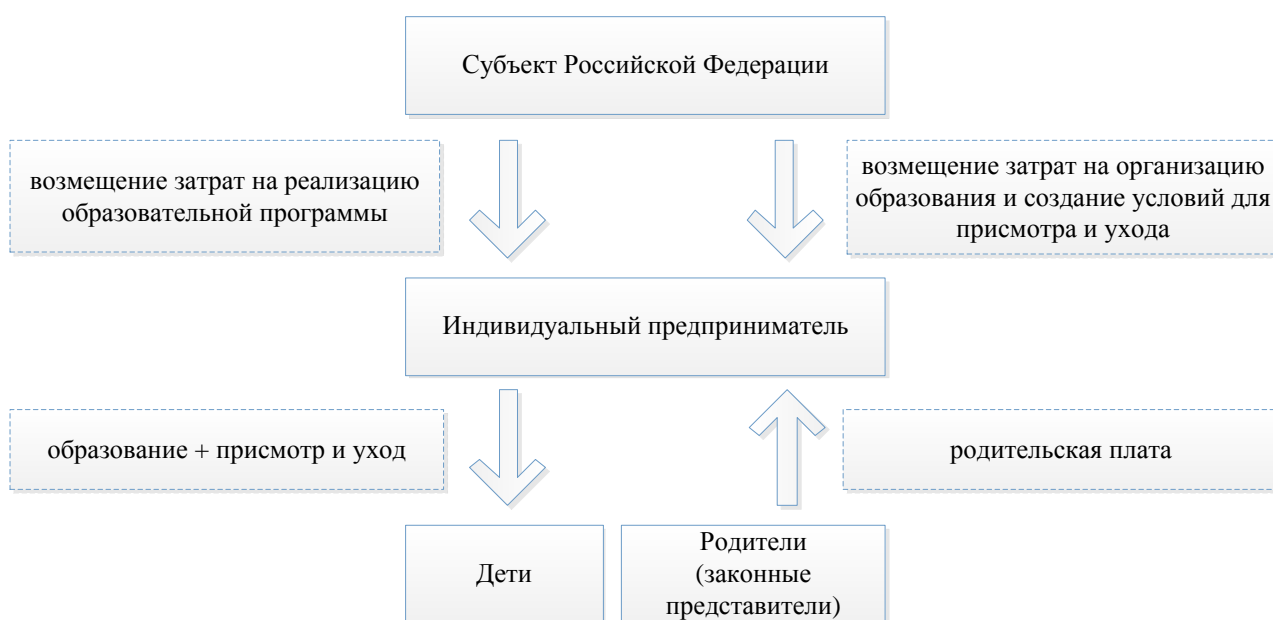 Субъект Российской Федерации
возмещение затрат на реализацию
образовательной программы
возмещение затрат на организацию
образования и создание условий для
присмотра и ухода
Индивидуальный предприниматель
образование + присмотр и уход
родительская плата
Дети
Родители
(законные
представители)